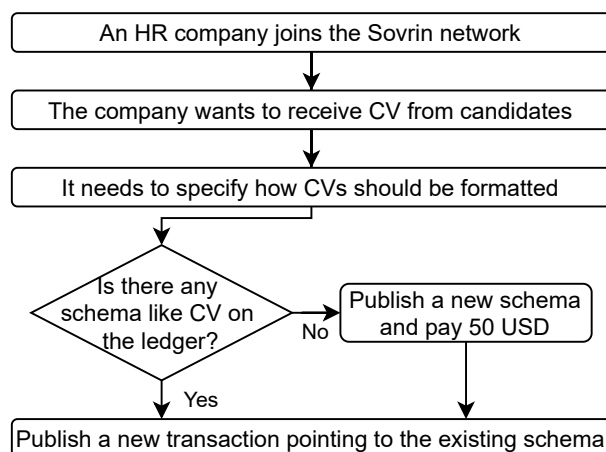 An HR company joins the Sovrin network
The company wants to receive CV from candidates
It needs to specify how CVs should be formatted
Is there any
schema like CV on
the ledger?
No
Publish a new schema
and pay 50 USD
Yes
Publish a new transaction pointing to the existing schema